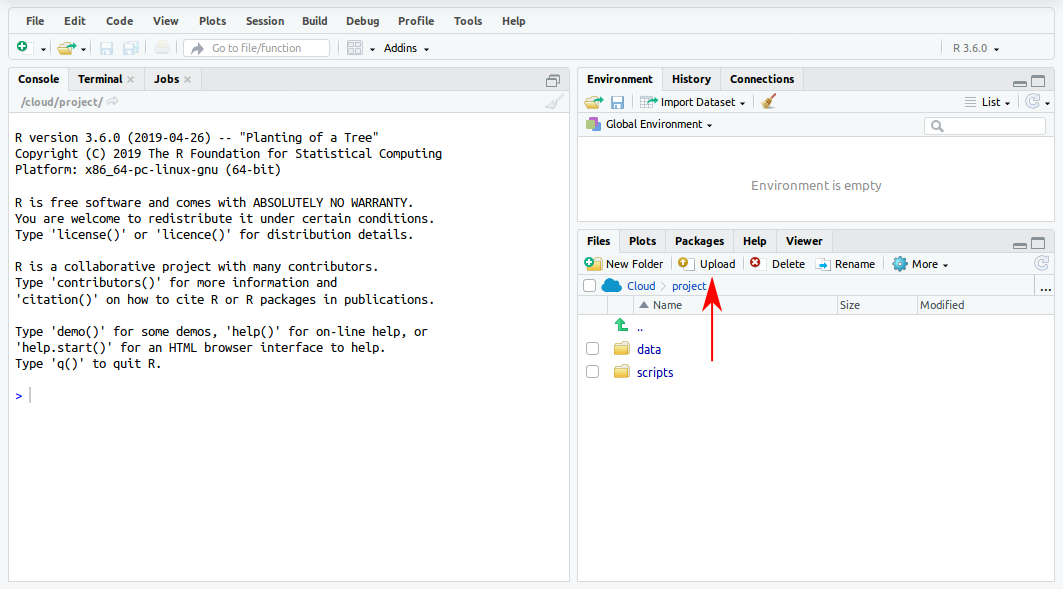 File Edit Code View Plots Session Build Debug Profile Tools Help
Go to file/function Addins R 3.6.0
Console Terminal Jobs
/cloud/project/
R version 3.6.0 (2019-04-26) -- "Planting of a Tree"
Copyright (C) 2019 The R Foundation for Statistical Computing
Platform: x86_64-pc-linux-gnu (64-bit)
R is free software and comes with ABSOLUTELY NO WARRANTY.
You are welcome to redistribute it under certain conditions.
Type 'license()' or 'licence()' for distribution details.
R is a collaborative project with many contributors.
Type 'contributors()' for more information and
'citation()' on how to cite R or R packages in publications.
Type 'demo()' for some demos, 'help()' for on-line help, or
'help.start()' for an HTML browser interface to help.
Type 'q()' to quit R.
>
Environment History Connections
Import Dataset List
Global Environment
Environment is empty
Files Plots Packages Help Viewer
New Folder Upload Delete Rename More
Cloud project ...
Name Size Modified
..
data
scripts